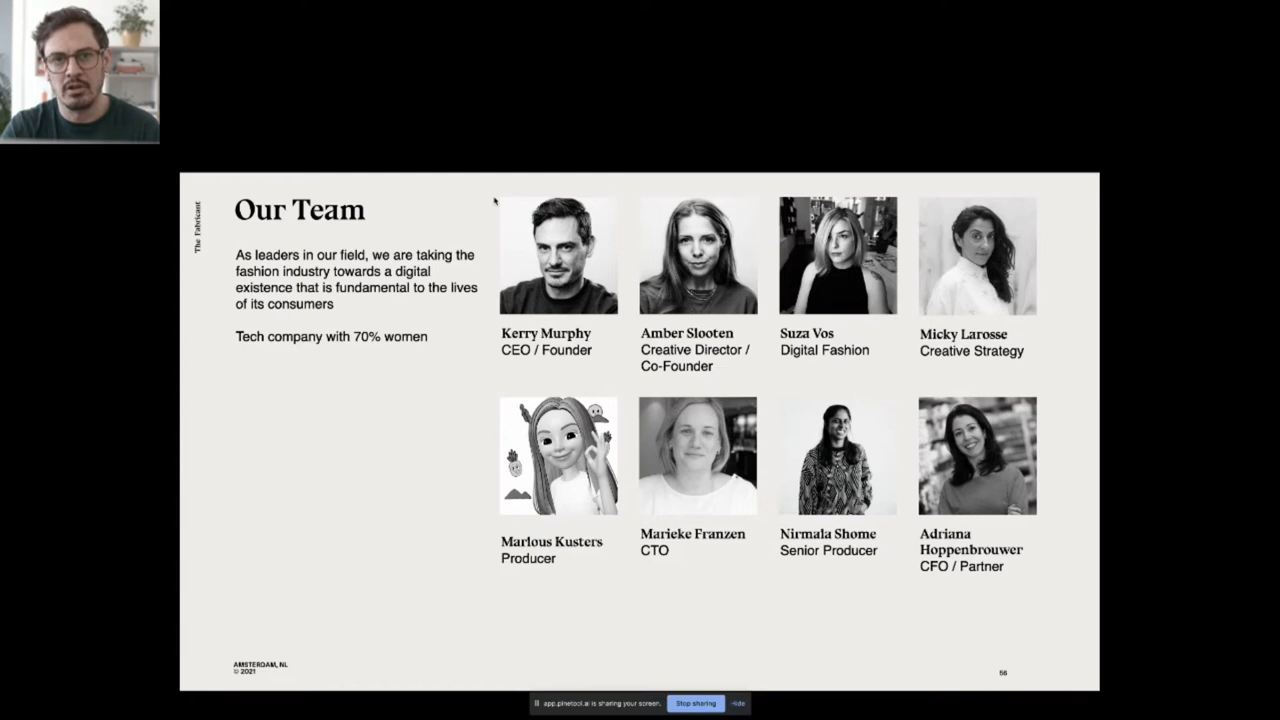 The Fabricant
Our Team
As leaders in our field, we are taking the
fashion industry towards a digital
existence that is fundamental to the lives
of its consumers
Tech company with 70% women
Kerry Murphy
CEO / Founder
Amber Slooten
Creative Director /
Co-Founder
Suza Vos
Digital Fashion
Micky Larosse
Creative Strategy
Marlous Kusters
Producer
Marieke Franzen
CTO
Nirmala Shome
Senior Producer
Adriana
Hoppenbrouwer
CFO / Partner
AMSTERDAM, NL
© 2021
56
app.pinetool.ai is sharing your screen.
Stop sharing
Hide